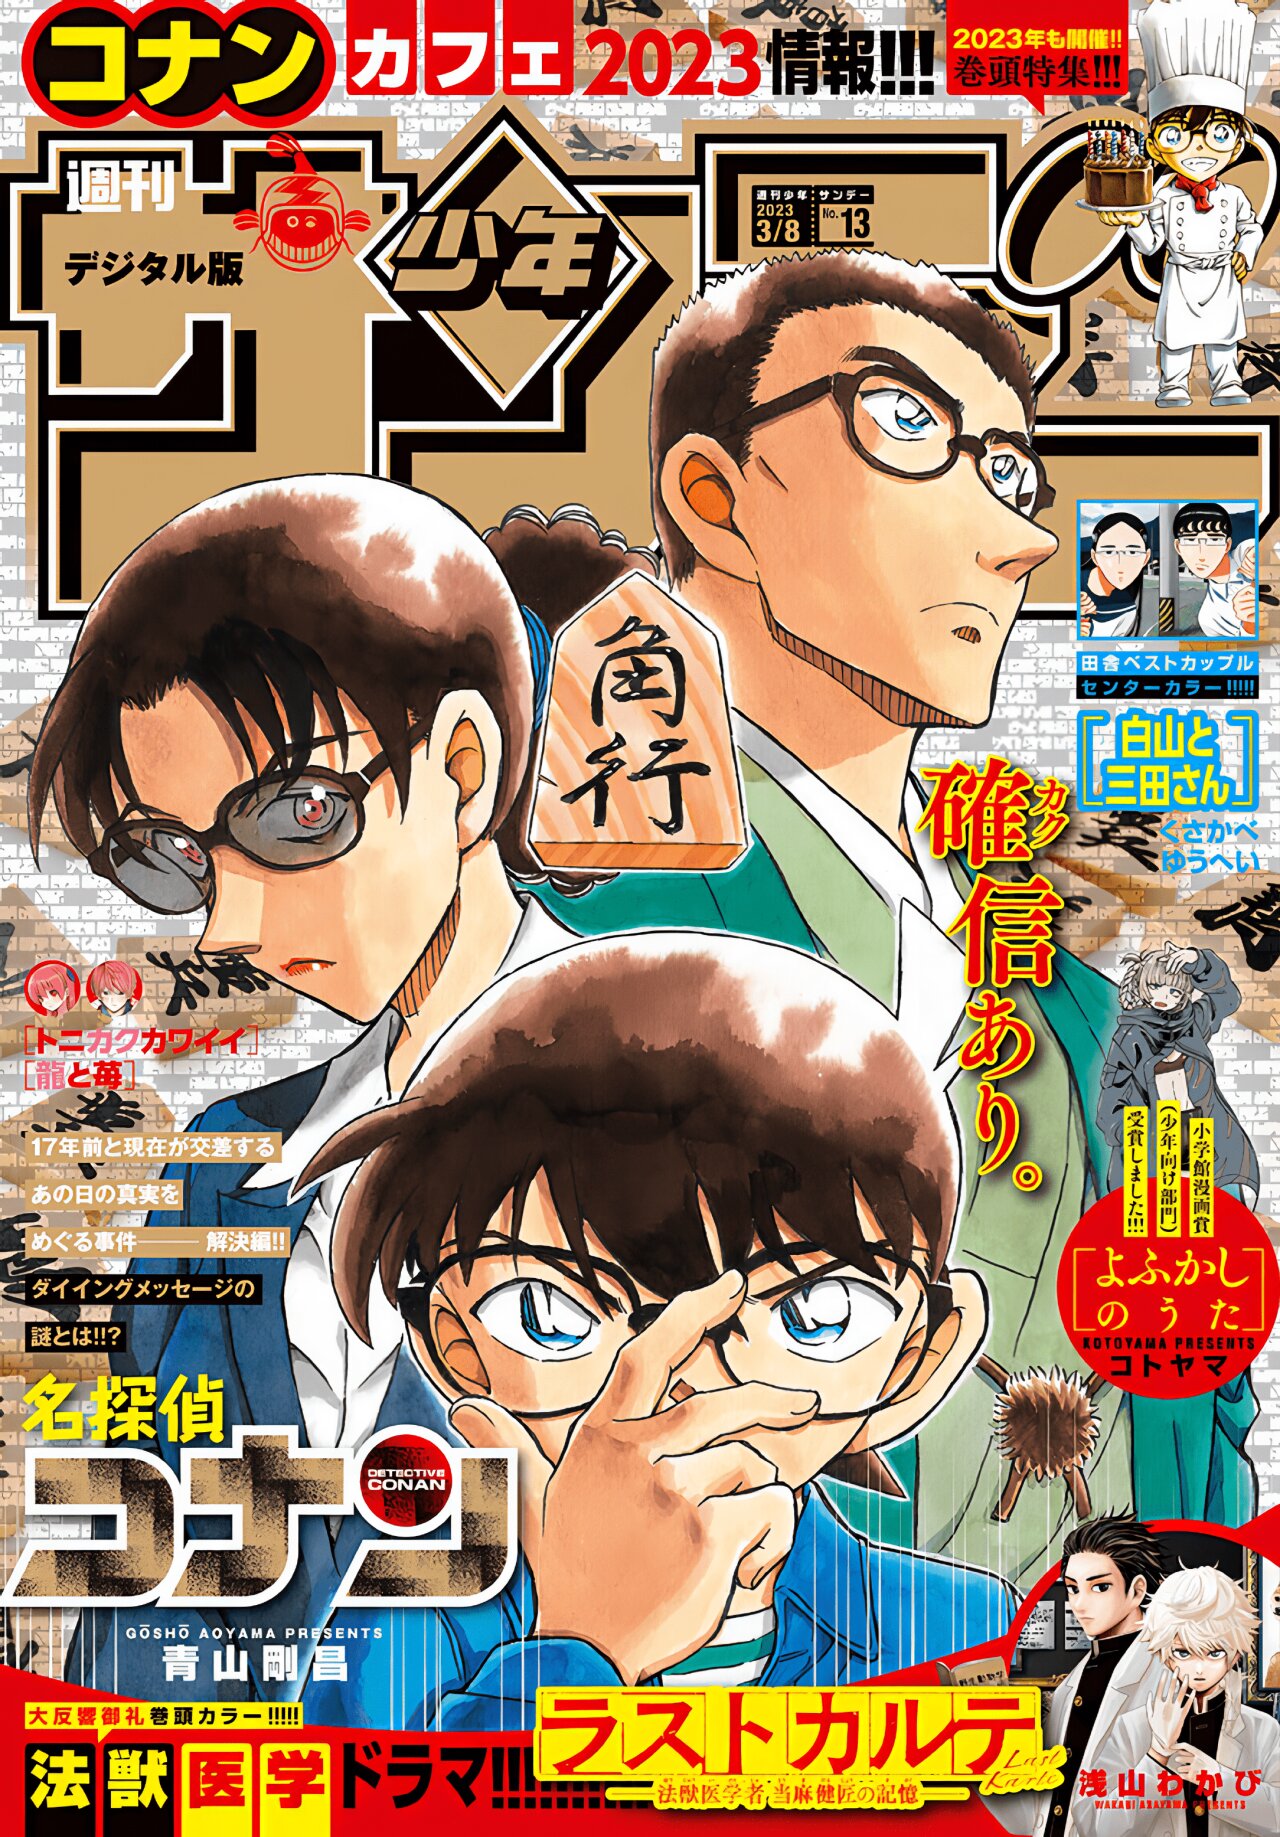 コナンカフェ2023情報!!!
2023年も開催!!
巻頭特集!!!
週刊
少年
サンデー
デジタル版
週刊少年サンデー
2023
3/8
No.13
角行
田舎ベストカップル
センターカラー!!!!!
[白山と
三田さん]
くさかべ
ゆうへい
カク
確信あり。
[トニカクカワイイ]
[龍と苺]
17年前と現在が交差する
あの日の真実を
めぐる事件――解決編!!
ダイイングメッセージの
謎とは!!?
小学館漫画賞
(少年向け部門)
受賞しました!!!
[よふかし
のうた]
KOTOYAMA PRESENTS
コトヤマ
名探偵
コナン
DETECTIVE
CONAN
GŌSHŌ AOYAMA PRESENTS
青山剛昌
大反響御礼巻頭カラー!!!!!
法獣医学ドラマ!!!!!!!!!
ラストカルテ
Last
Karte
――法獣医学者 当麻健匠の記憶――
浅山わかび
WAKABI ASAYAMA PRESENTS